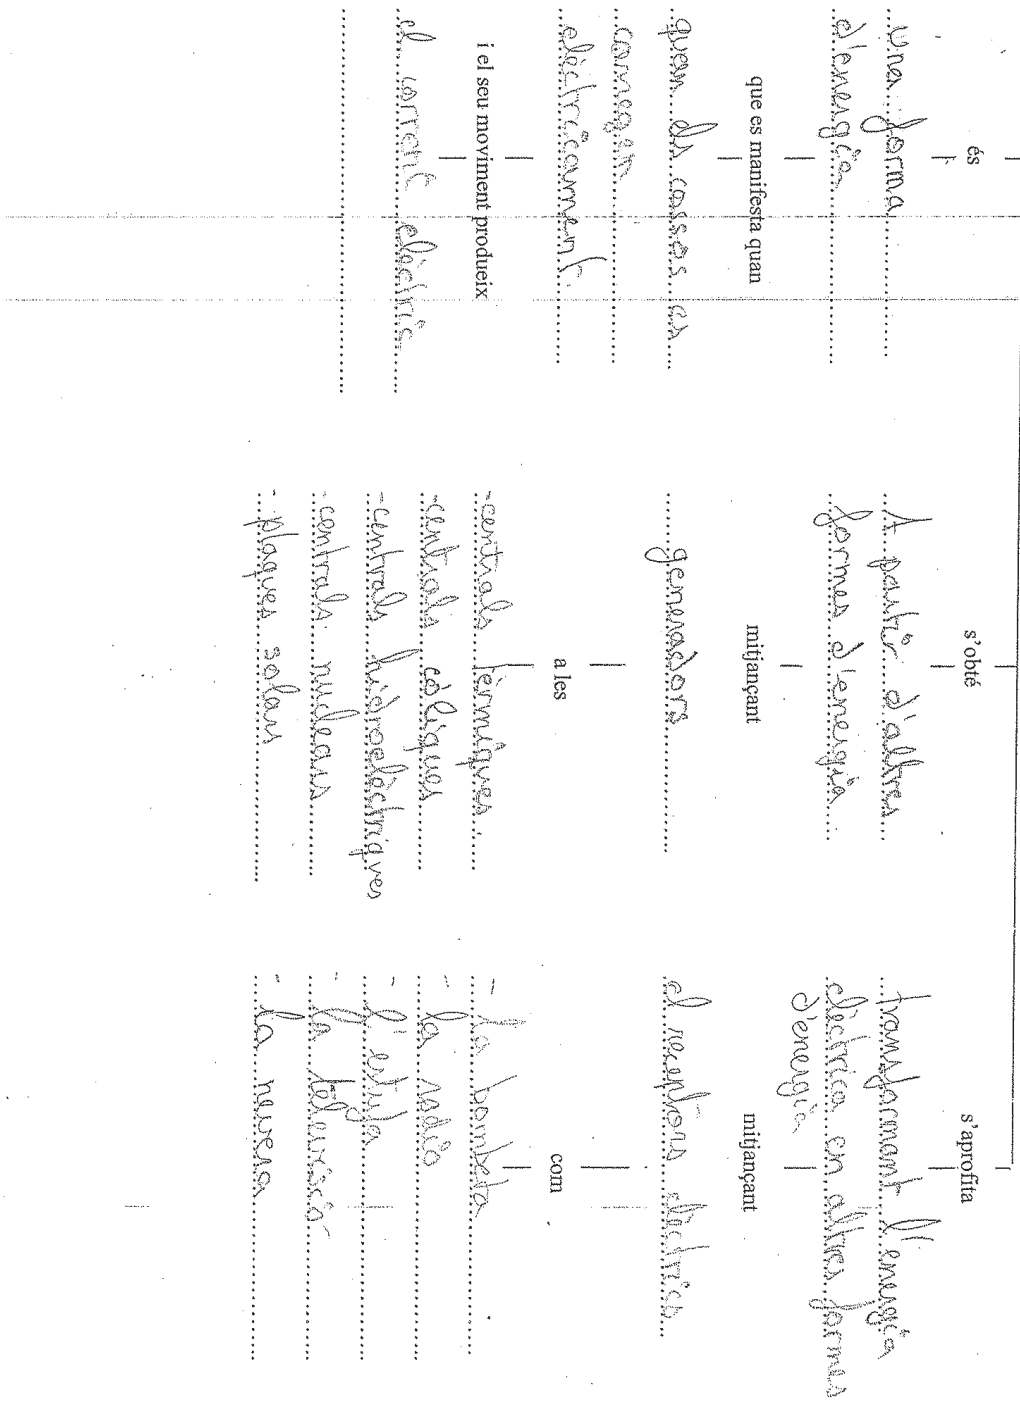 és
una forma
d'energia
que es manifesta quan
quan els cossos es
carreguen
elèctricament.
i el seu moviment produeix
el corrent elèctric
s'obté
A partir d'altres
formes d'energia
mitjançant
generadors
a les
- centrals tèrmiques.
- centrals eòliques
- centrals hidroelèctriques
- centrals nuclears
- plaques solars
s'aprofita
transformant l'energia
elèctrica en altres formes
d'energia
mitjançant
el receptors elèctrics
com
- La bombeta
- la radio
- l'estufa
- la televisió
- la nevera